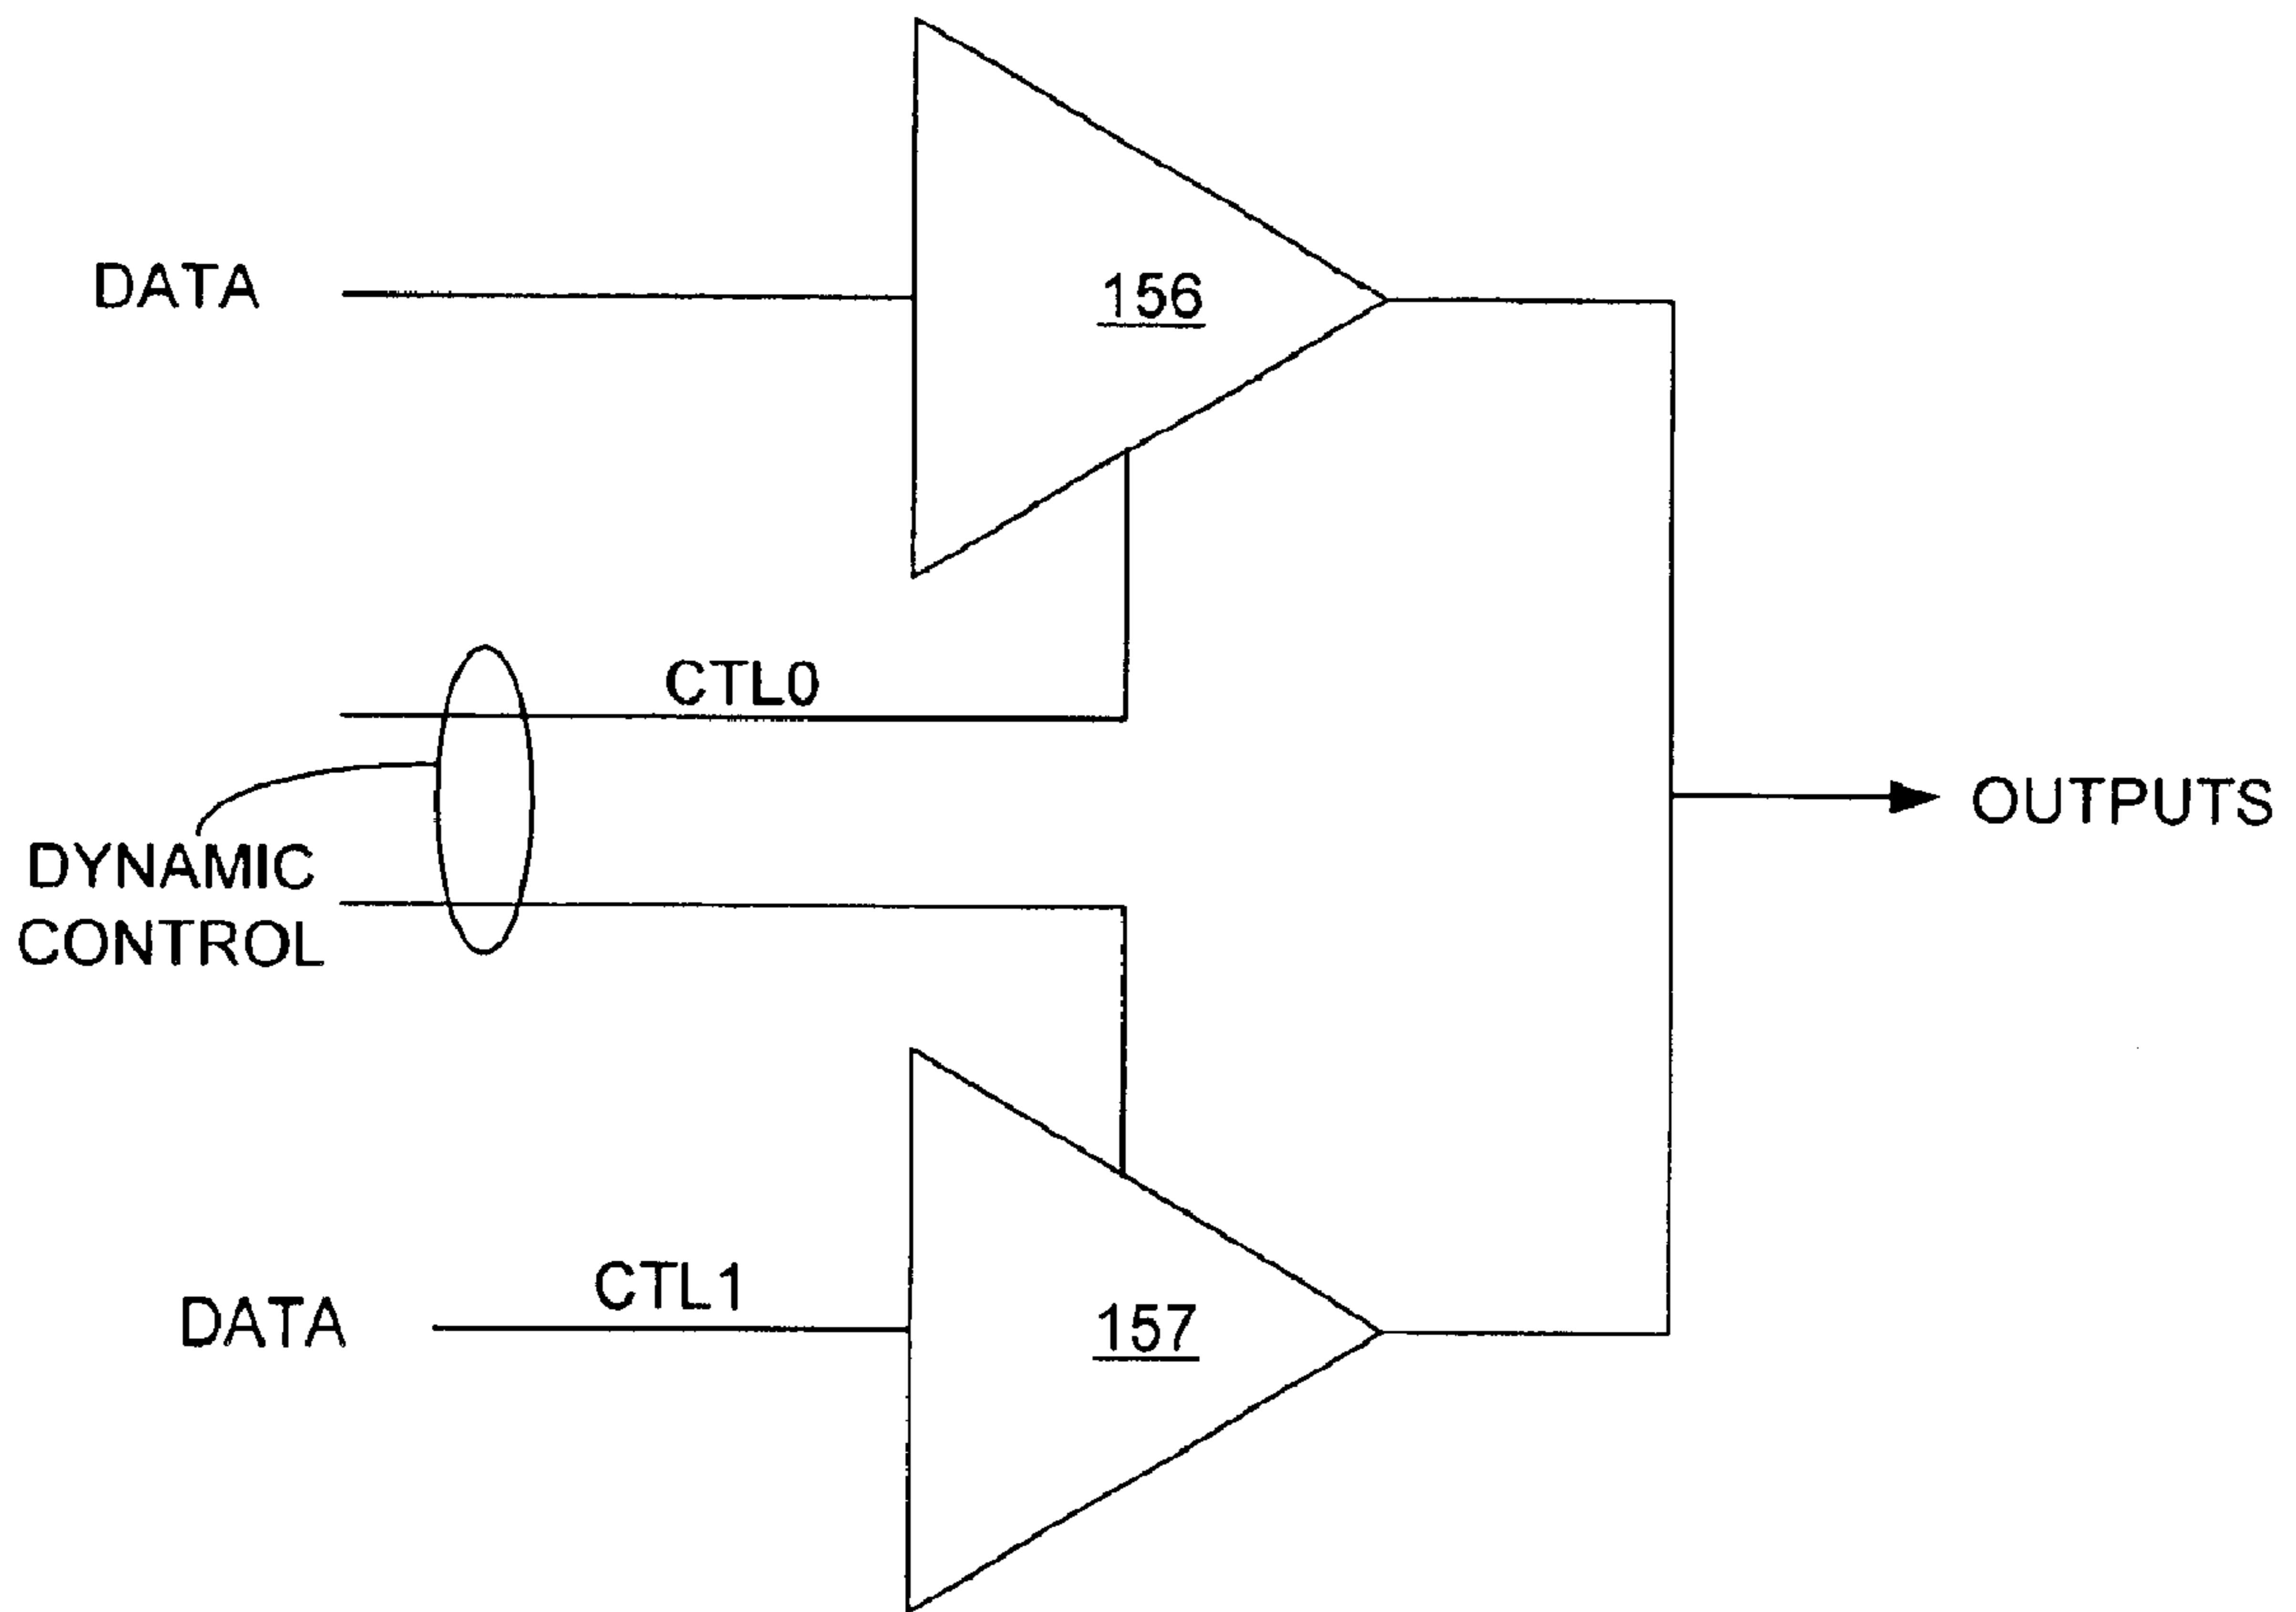 DATA
156
CTL0
DYNAMIC
CONTROL
OUTPUTS
CTL1
DATA
157